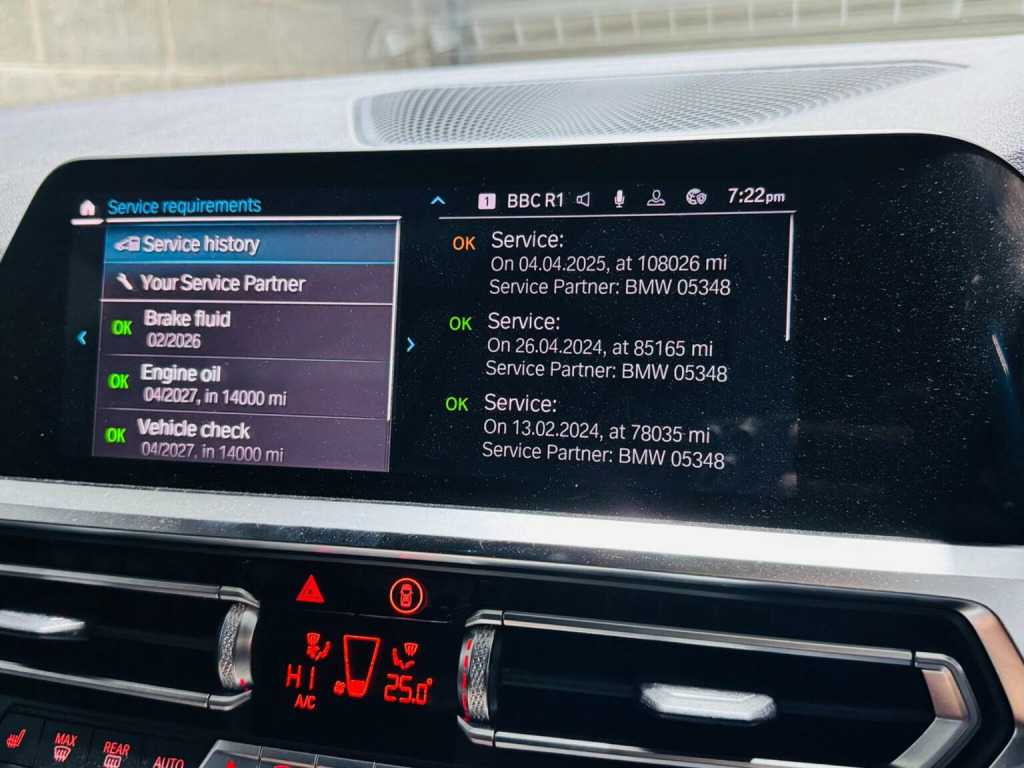 Service requirements
1 BBC R1 7:22pm
Service history
Your Service Partner
OK Brake fluid
02/2026
OK Engine oil
04/2027, in 14000 mi
OK Vehicle check
04/2027, in 14000 mi
OK Service:
On 04.04.2025, at 108026 mi
Service Partner: BMW 05348
OK Service:
On 26.04.2024, at 85165 mi
Service Partner: BMW 05348
OK Service:
On 13.02.2024, at 78035 mi
Service Partner: BMW 05348
HI 25.0°
A/C
MAX
REAR
AUTO